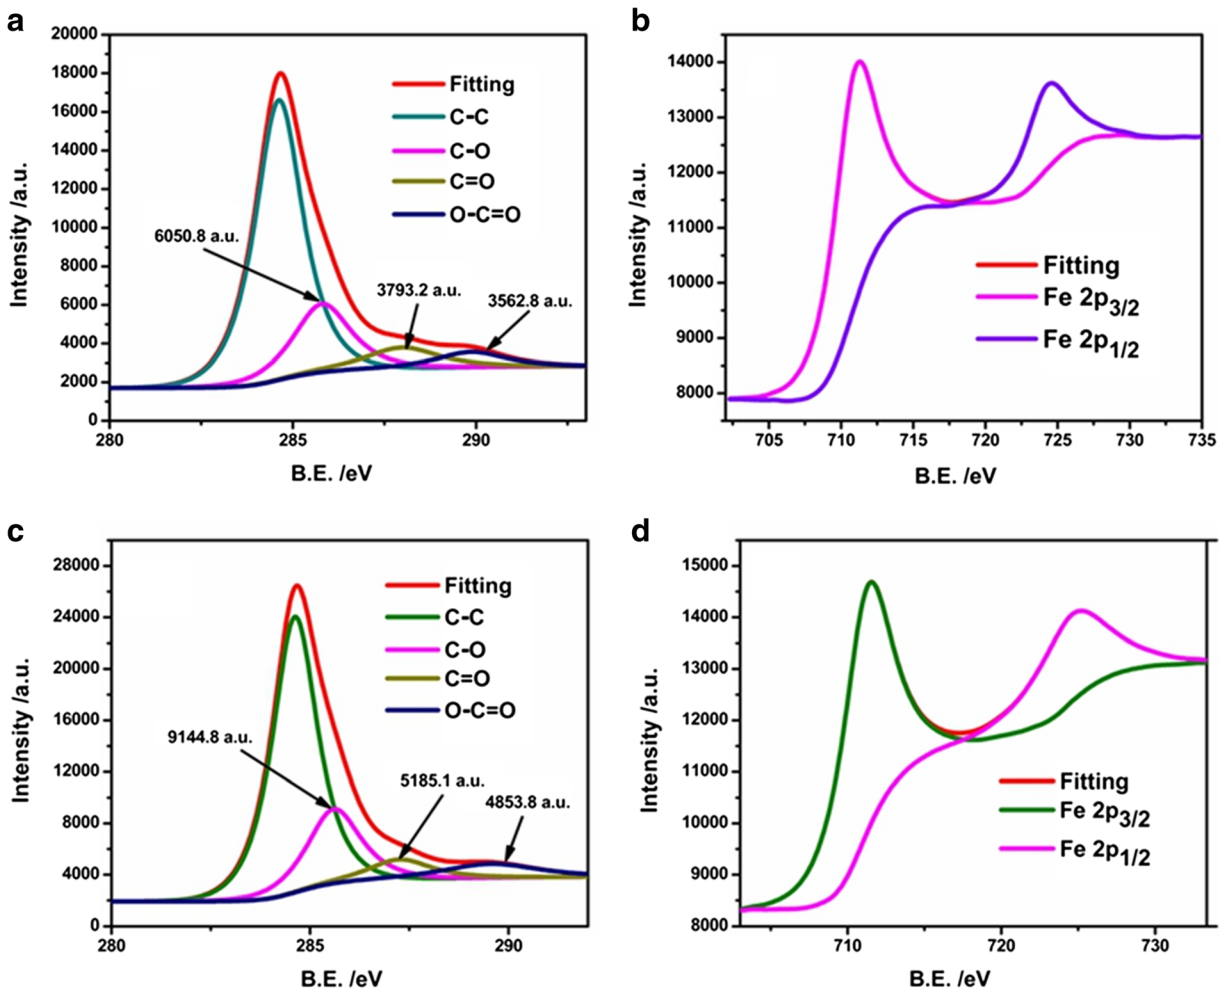 a
20000
18000
16000
14000
12000
10000
8000
6000
4000
2000
0
280
285
290
Intensity /a.u.
B.E. /eV
Fitting
C-C
C-O
C=O
O-C=O
6050.8 a.u.
3793.2 a.u.
3562.8 a.u.
b
14000
13000
12000
11000
10000
9000
8000
705
710
715
720
725
730
735
Intensity /a.u.
B.E. /eV
Fitting
Fe 2p3/2
Fe 2p1/2
c
28000
24000
20000
16000
12000
8000
4000
0
280
285
290
Intensity /a.u.
B.E. /eV
Fitting
C-C
C-O
C=O
O-C=O
9144.8 a.u.
5185.1 a.u.
4853.8 a.u.
d
15000
14000
13000
12000
11000
10000
9000
8000
710
720
730
Intensity /a.u.
B.E. /eV
Fitting
Fe 2p3/2
Fe 2p1/2